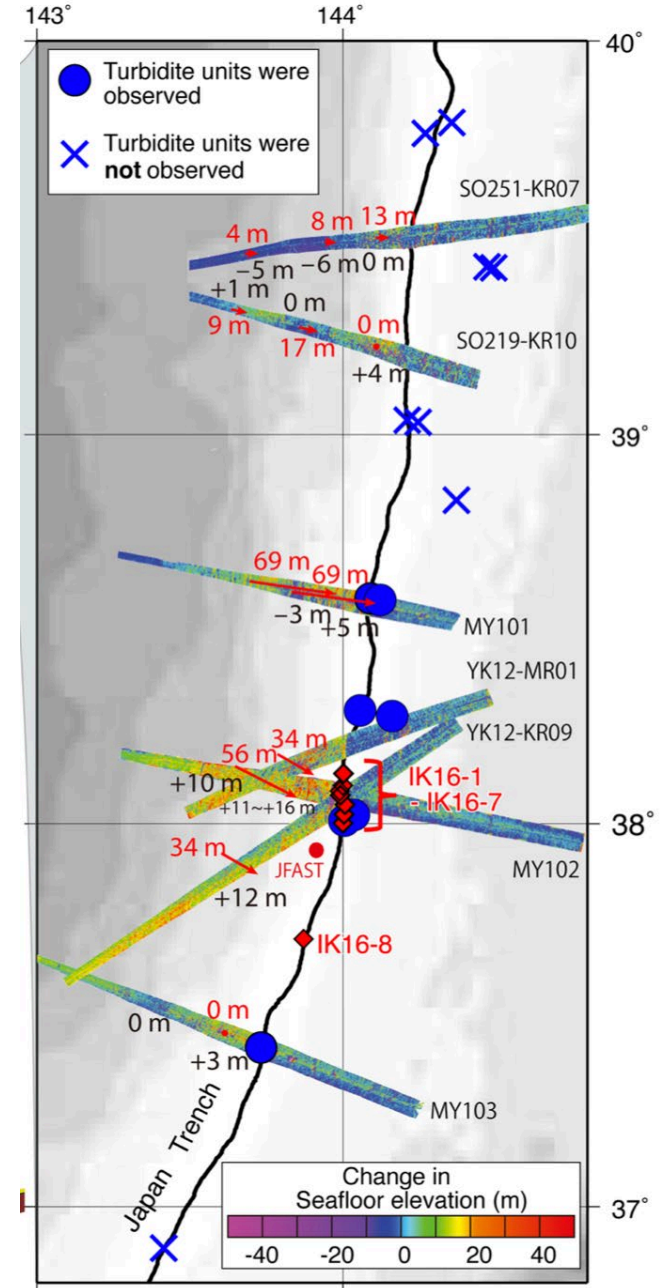 143°
144°
40°
Turbidite units were
observed
Turbidite units were
not observed
SO251-KR07
4 m
8 m
13 m
−5 m
−6 m
0 m
+1 m
0 m
0 m
9 m
17 m
SO219-KR10
+4 m
39°
69 m
69 m
−3 m
+5 m
MY101
YK12-MR01
YK12-KR09
34 m
56 m
+10 m
+11~+16 m
IK16-1
- IK16-7
38°
34 m
JFAST
MY102
+12 m
IK16-8
0 m
0 m
+3 m
MY103
Japan Trench
Change in
Seafloor elevation (m)
-40 -20 0 20 40
37°